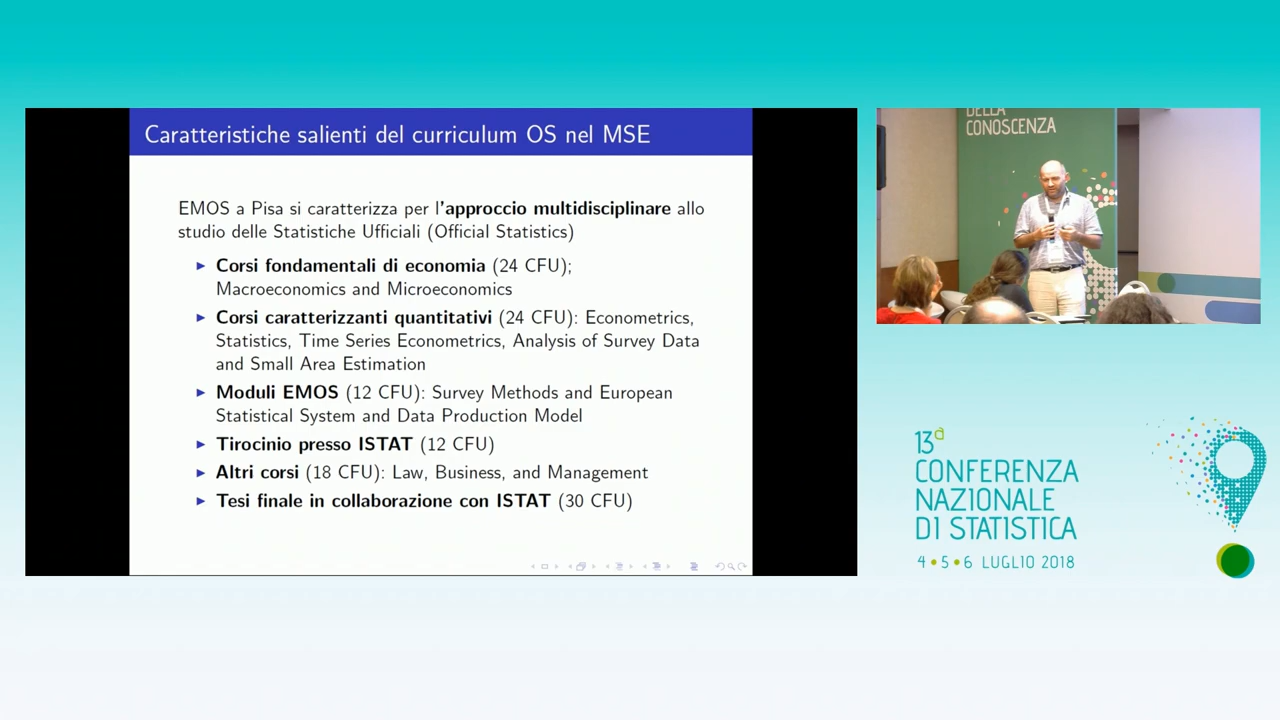 Caratteristiche salienti del curriculum OS nel MSE
EMOS a Pisa si caratterizza per l'approccio multidisciplinare allo
studio delle Statistiche Ufficiali (Official Statistics)
Corsi fondamentali di economia (24 CFU);
Macroeconomics and Microeconomics
Corsi caratterizzanti quantitativi (24 CFU): Econometrics,
Statistics, Time Series Econometrics, Analysis of Survey Data
and Small Area Estimation
Moduli EMOS (12 CFU): Survey Methods and European
Statistical System and Data Production Model
Tirocinio presso ISTAT (12 CFU)
Altri corsi (18 CFU): Law, Business, and Management
Tesi finale in collaborazione con ISTAT (30 CFU)
DELLA
CONOSCENZA
13a
CONFERENZA
NAZIONALE
DI STATISTICA
4 • 5 • 6 LUGLIO 2018